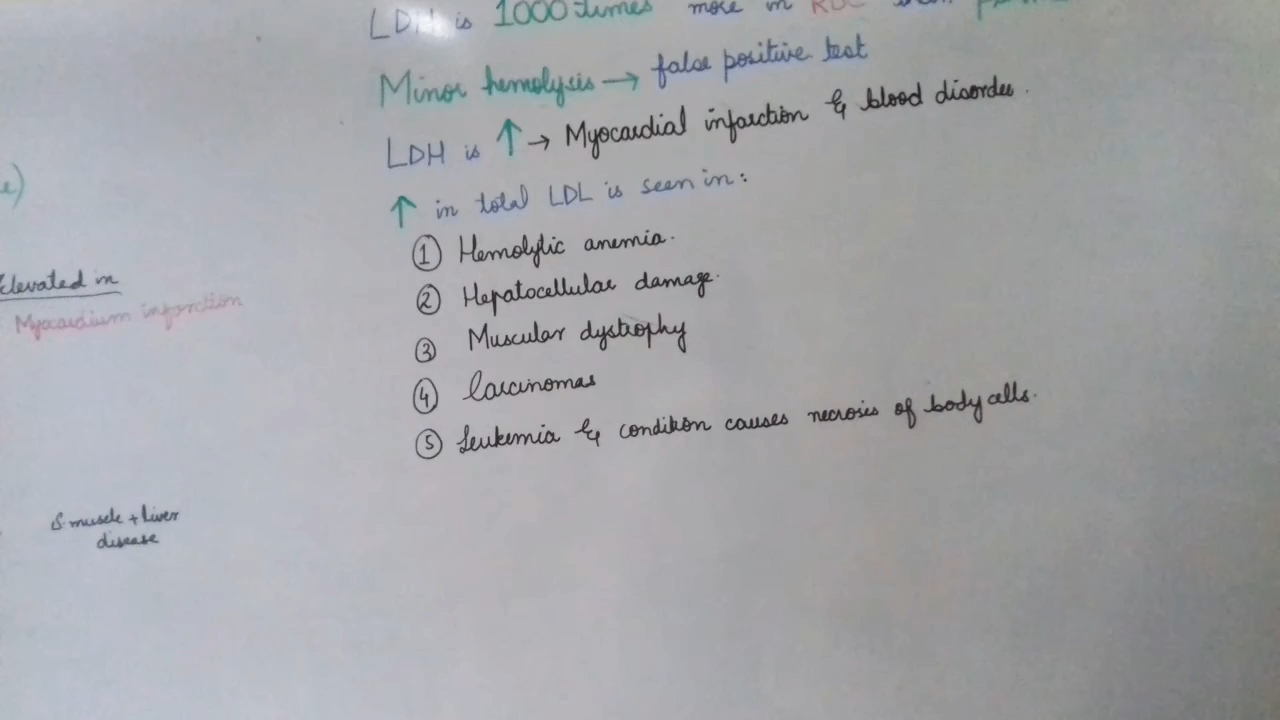 LDH is 1000 times more in RBC
Minor hemolysis → false positive test
LDH is ↑ → Myocardial infarction & blood disorder.
↑ in total LDL is seen in:
① Hemolytic anemia.
② Hepatocellular damage.
③ Muscular dystrophy
④ Carcinomas
⑤ Leukemia & condition causes necrosis of body cells.
e)
Elevated in
Myocardium infarction
S. muscle + liver
disease